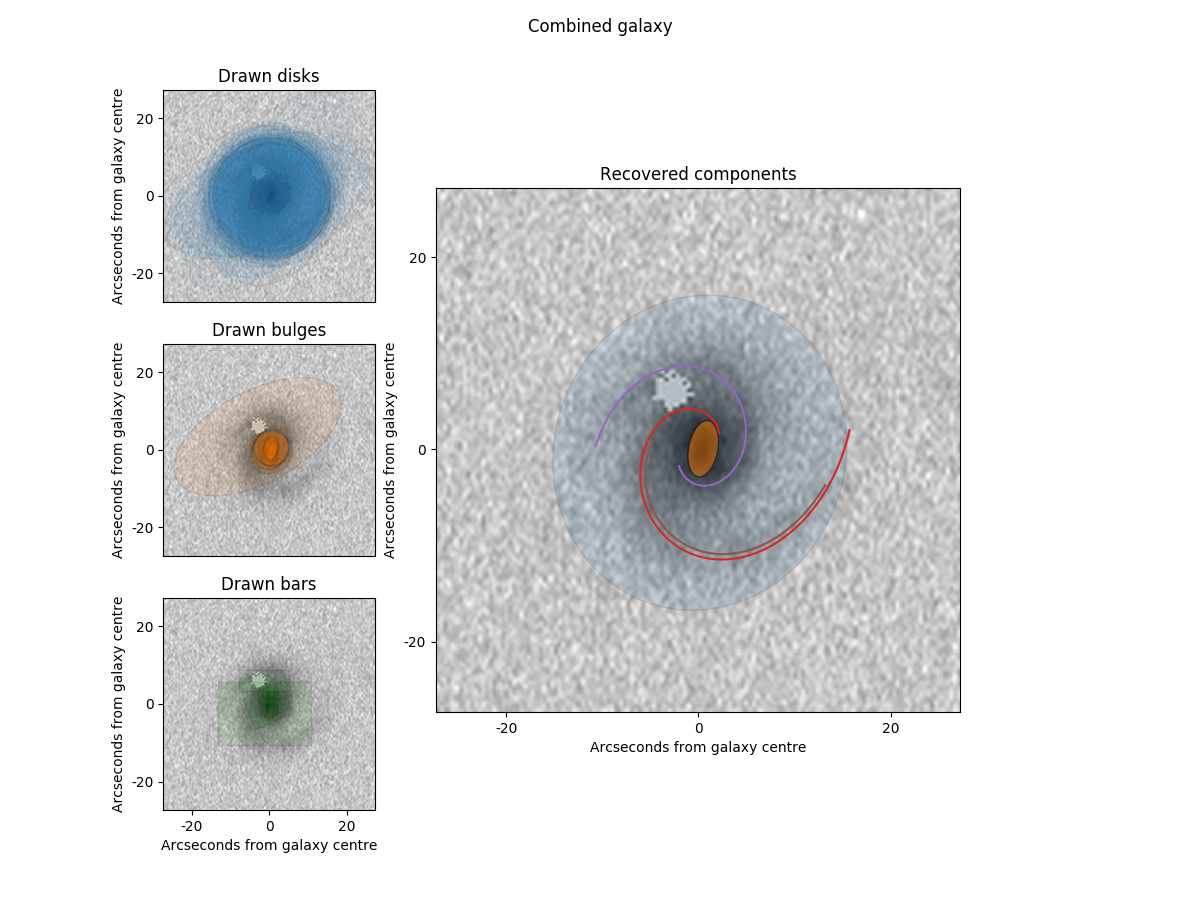 Combined galaxy
Drawn disks
Arcseconds from galaxy centre
20
0
-20
Drawn bulges
Arcseconds from galaxy centre
20
0
-20
Drawn bars
Arcseconds from galaxy centre
20
0
-20
-20 0 20
Arcseconds from galaxy centre
Recovered components
Arcseconds from galaxy centre
20
0
-20
-20 0 20
Arcseconds from galaxy centre